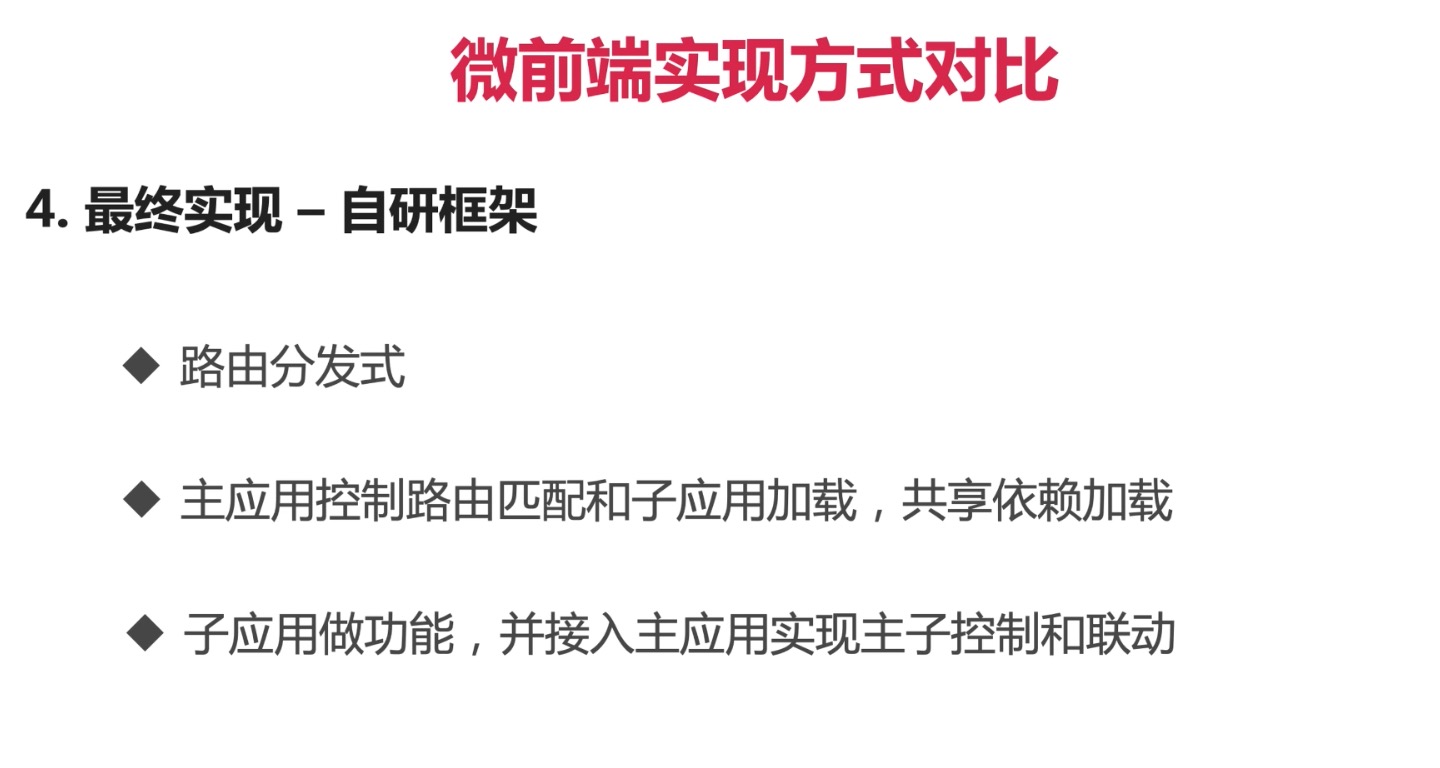 微前端实现方式对比
4. 最终实现 – 自研框架
◆ 路由分发式
◆ 主应用控制路由匹配和子应用加载，共享依赖加载
◆ 子应用做功能，并接入主应用实现主子控制和联动